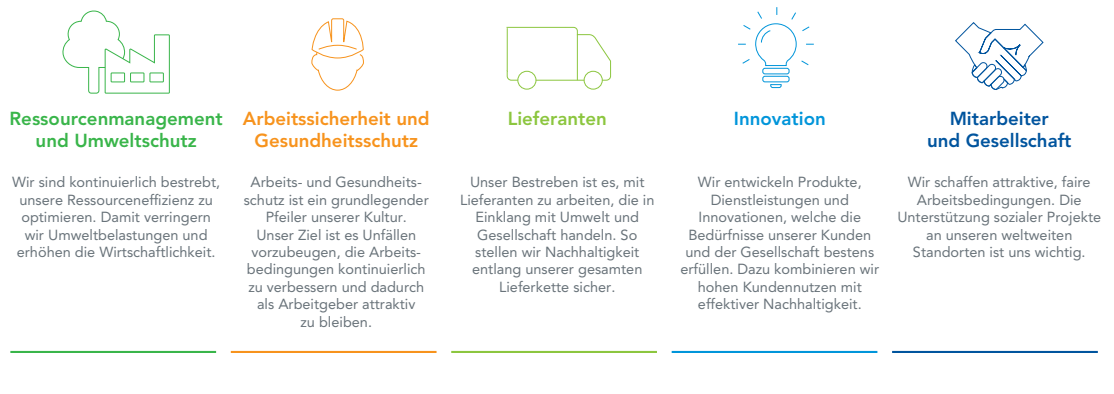 Ressourcenmanagement
und Umweltschutz
Wir sind kontinuierlich bestrebt,
unsere Ressourceneffizienz zu
optimieren. Damit verringern
wir Umweltbelastungen und
erhöhen die Wirtschaftlichkeit.
Arbeitssicherheit und
Gesundheitsschutz
Arbeits- und Gesundheits-
schutz ist ein grundlegender
Pfeiler unserer Kultur.
Unser Ziel ist es Unfällen
vorzubeugen, die Arbeits-
bedingungen kontinuierlich
zu verbessern und dadurch
als Arbeitgeber attraktiv
zu bleiben.
Lieferanten
Unser Bestreben ist es, mit
Lieferanten zu arbeiten, die in
Einklang mit Umwelt und
Gesellschaft handeln. So
stellen wir Nachhaltigkeit
entlang unserer gesamten
Lieferkette sicher.
Innovation
Wir entwickeln Produkte,
Dienstleistungen und
Innovationen, welche die
Bedürfnisse unserer Kunden
und der Gesellschaft bestens
erfüllen. Dazu kombinieren wir
hohen Kundennutzen mit
effektiver Nachhaltigkeit.
Mitarbeiter
und Gesellschaft
Wir schaffen attraktive, faire
Arbeitsbedingungen. Die
Unterstützung sozialer Projekte
an unseren weltweiten
Standorten ist uns wichtig.